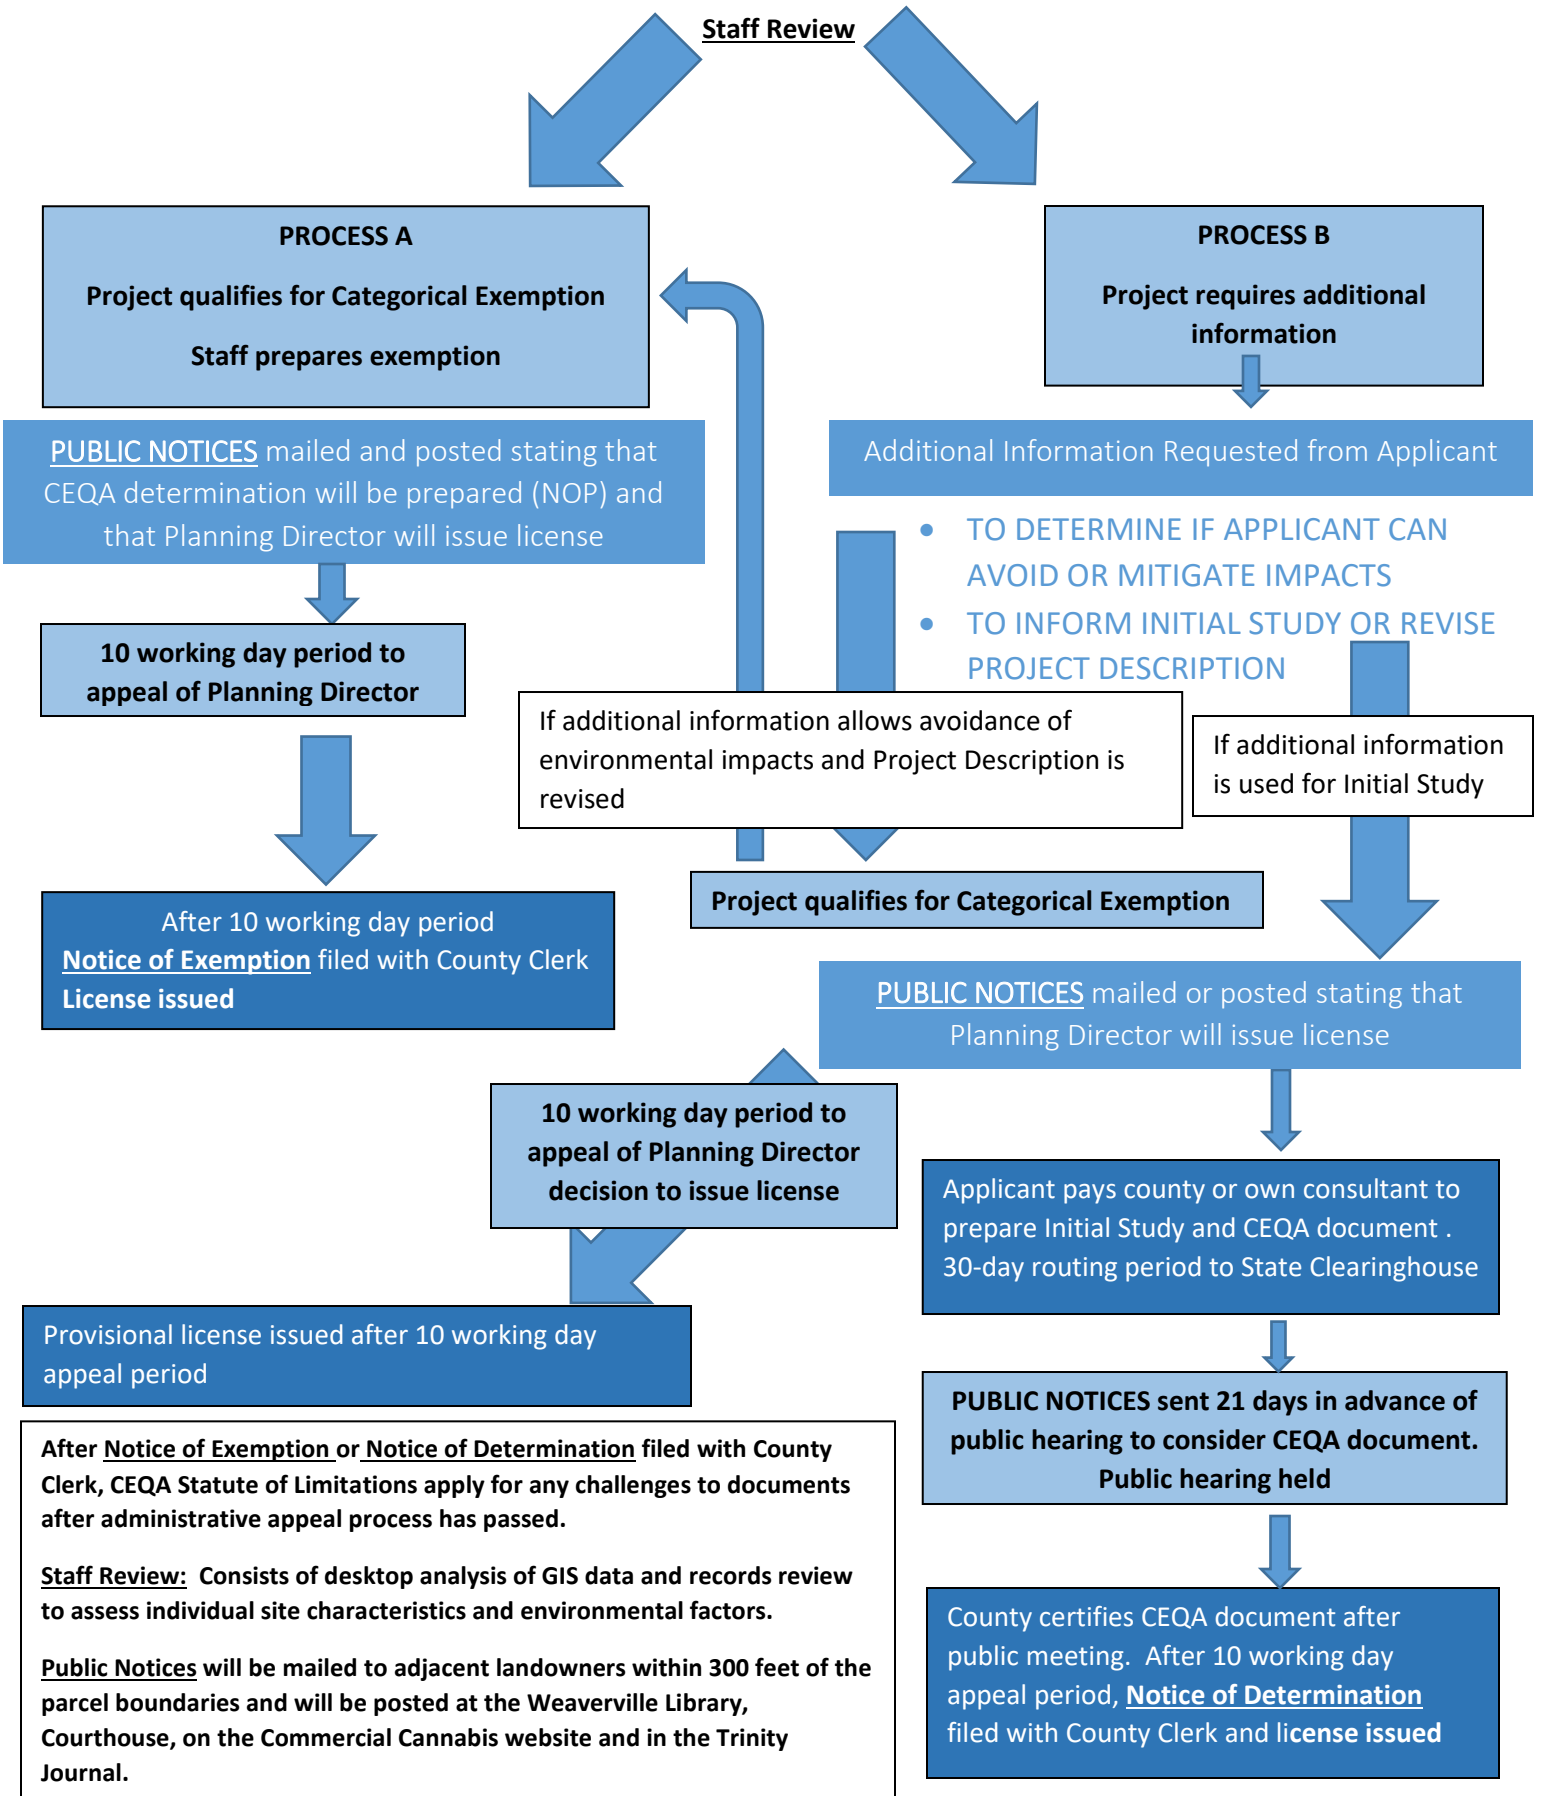 Staff Review
PROCESS A
Project qualifies for Categorical Exemption
Staff prepares exemption
PUBLIC NOTICES mailed and posted stating that
CEQA determination will be prepared (NOP) and
that Planning Director will issue license
10 working day period to
appeal of Planning Director
After 10 working day period
Notice of Exemption filed with County Clerk
License issued
PROCESS B
Project requires additional
information
Additional Information Requested from Applicant
• TO DETERMINE IF APPLICANT CAN
AVOID OR MITIGATE IMPACTS
• TO INFORM INITIAL STUDY OR REVISE
PROJECT DESCRIPTION
If additional information allows avoidance of
environmental impacts and Project Description is
revised
If additional information
is used for Initial Study
Project qualifies for Categorical Exemption
PUBLIC NOTICES mailed or posted stating that
Planning Director will issue license
10 working day period to
appeal of Planning Director
decision to issue license
Provisional license issued after 10 working day
appeal period
Applicant pays county or own consultant to
prepare Initial Study and CEQA document .
30-day routing period to State Clearinghouse
PUBLIC NOTICES sent 21 days in advance of
public hearing to consider CEQA document.
Public hearing held
County certifies CEQA document after
public meeting.  After 10 working day
appeal period, Notice of Determination
filed with County Clerk and license issued
After Notice of Exemption or Notice of Determination filed with County
Clerk, CEQA Statute of Limitations apply for any challenges to documents
after administrative appeal process has passed.
Staff Review:  Consists of desktop analysis of GIS data and records review
to assess individual site characteristics and environmental factors.
Public Notices will be mailed to adjacent landowners within 300 feet of the
parcel boundaries and will be posted at the Weaverville Library,
Courthouse, on the Commercial Cannabis website and in the Trinity
Journal.